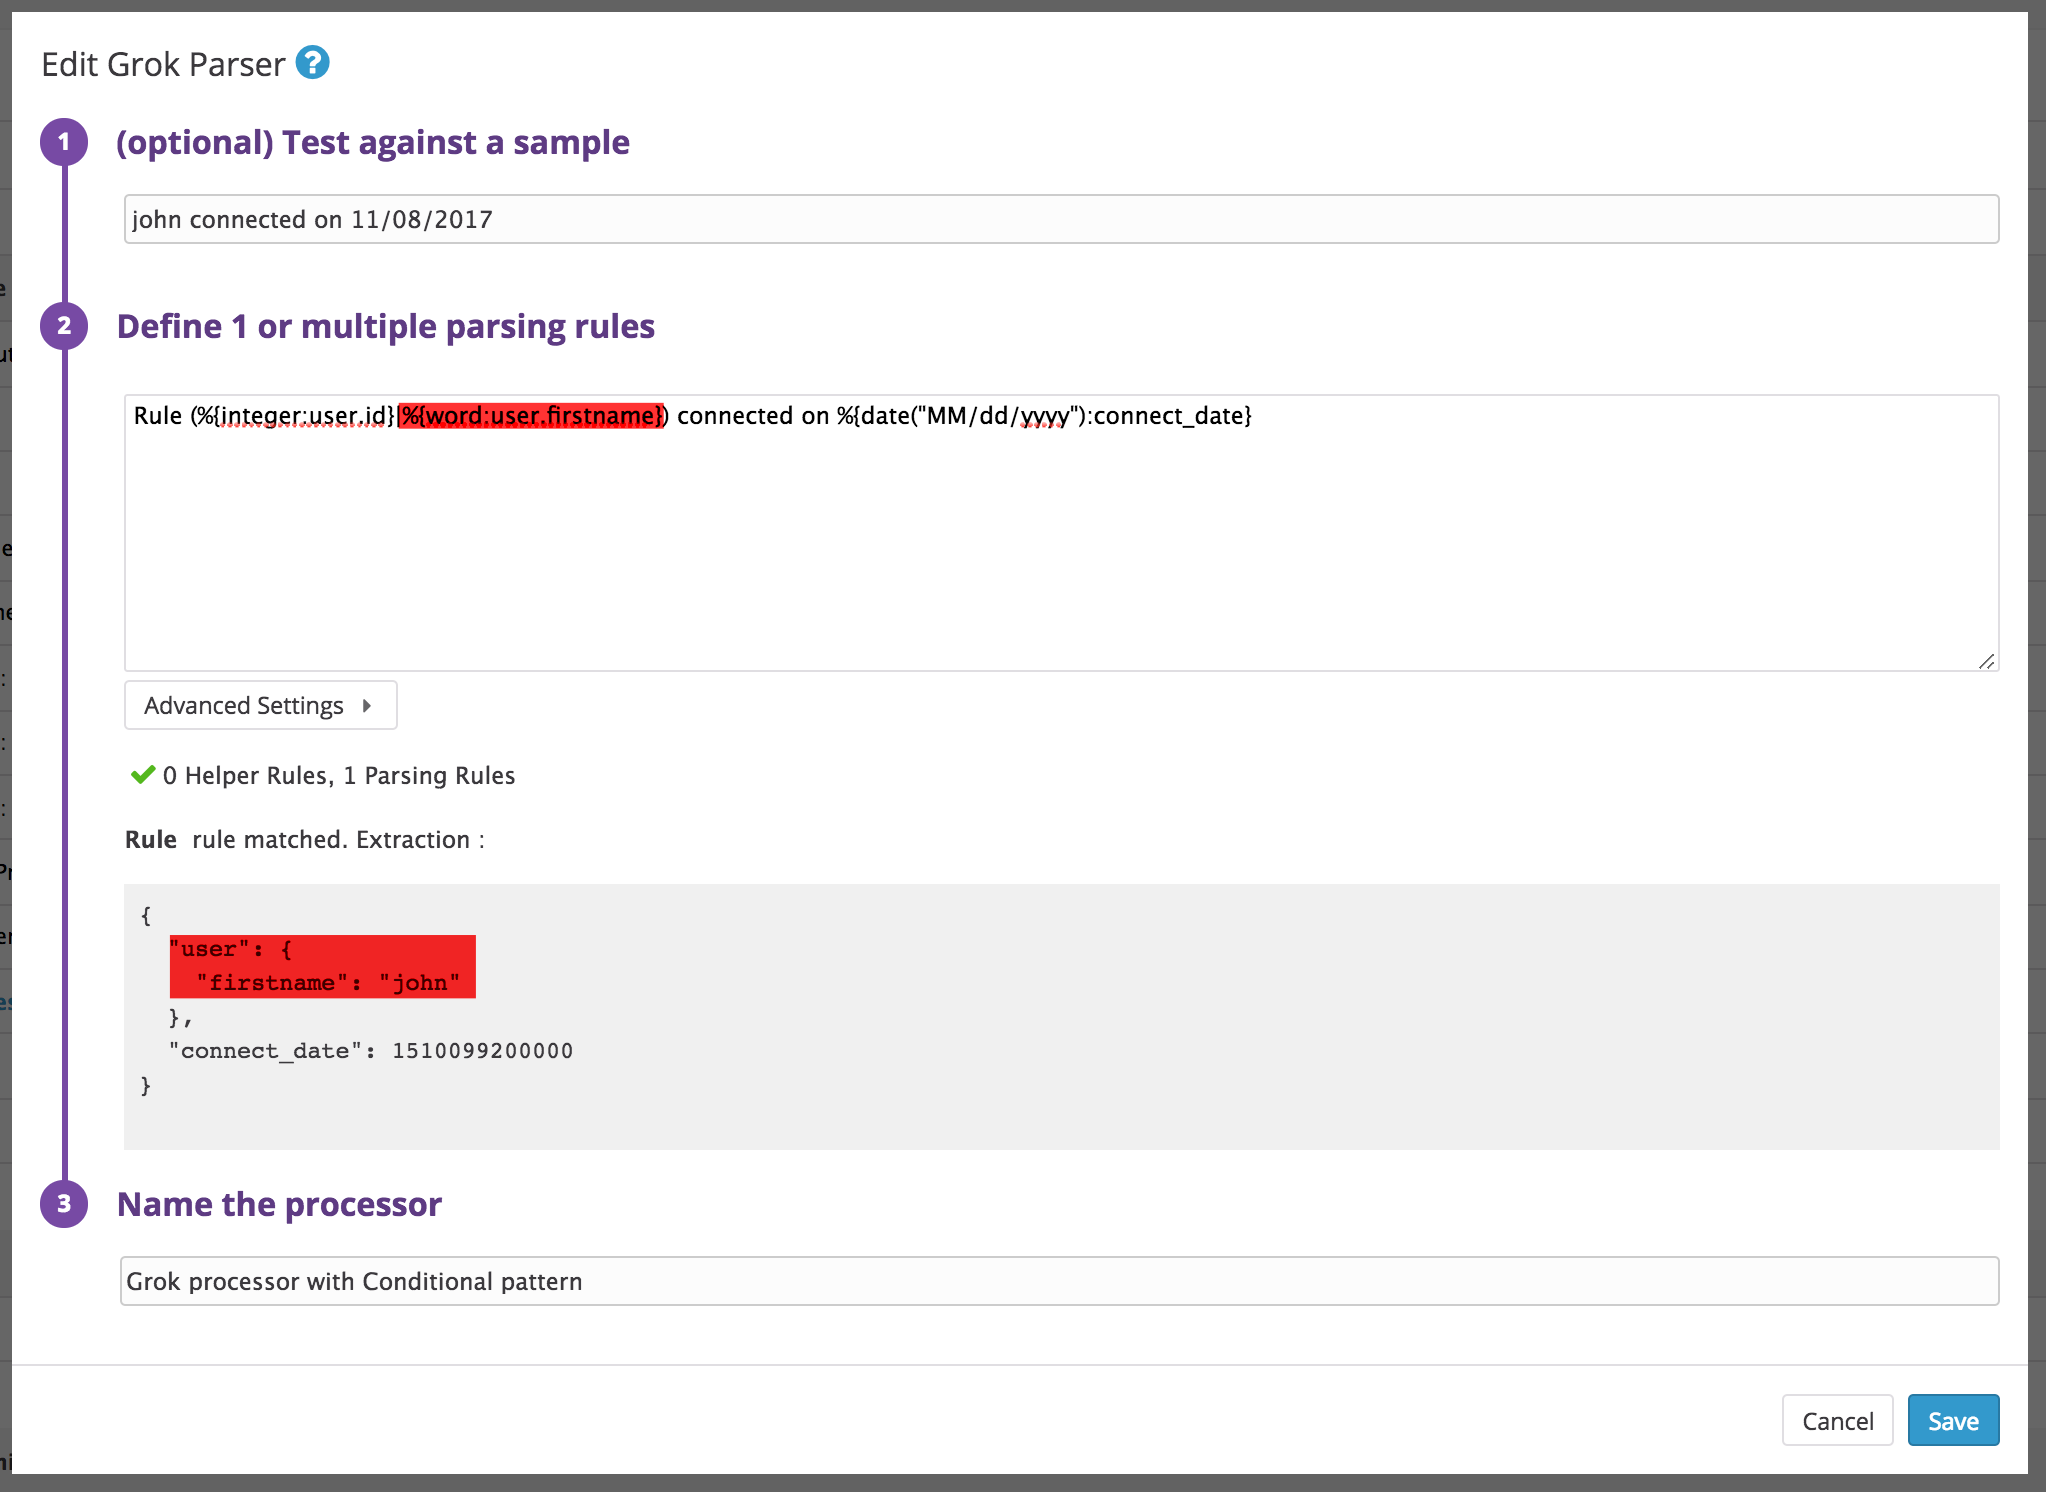 Edit Grok Parser ?
1 (optional) Test against a sample
john connected on 11/08/2017
2 Define 1 or multiple parsing rules
Rule (%{integer:user.id}|%{word:user.firstname}) connected on %{date("MM/dd/yyyy"):connect_date}
Advanced Settings
0 Helper Rules, 1 Parsing Rules
Rule rule matched. Extraction :
{
"user": {
"firstname": "john"
},
"connect_date": 1510099200000
}
3 Name the processor
Grok processor with Conditional pattern
Cancel Save